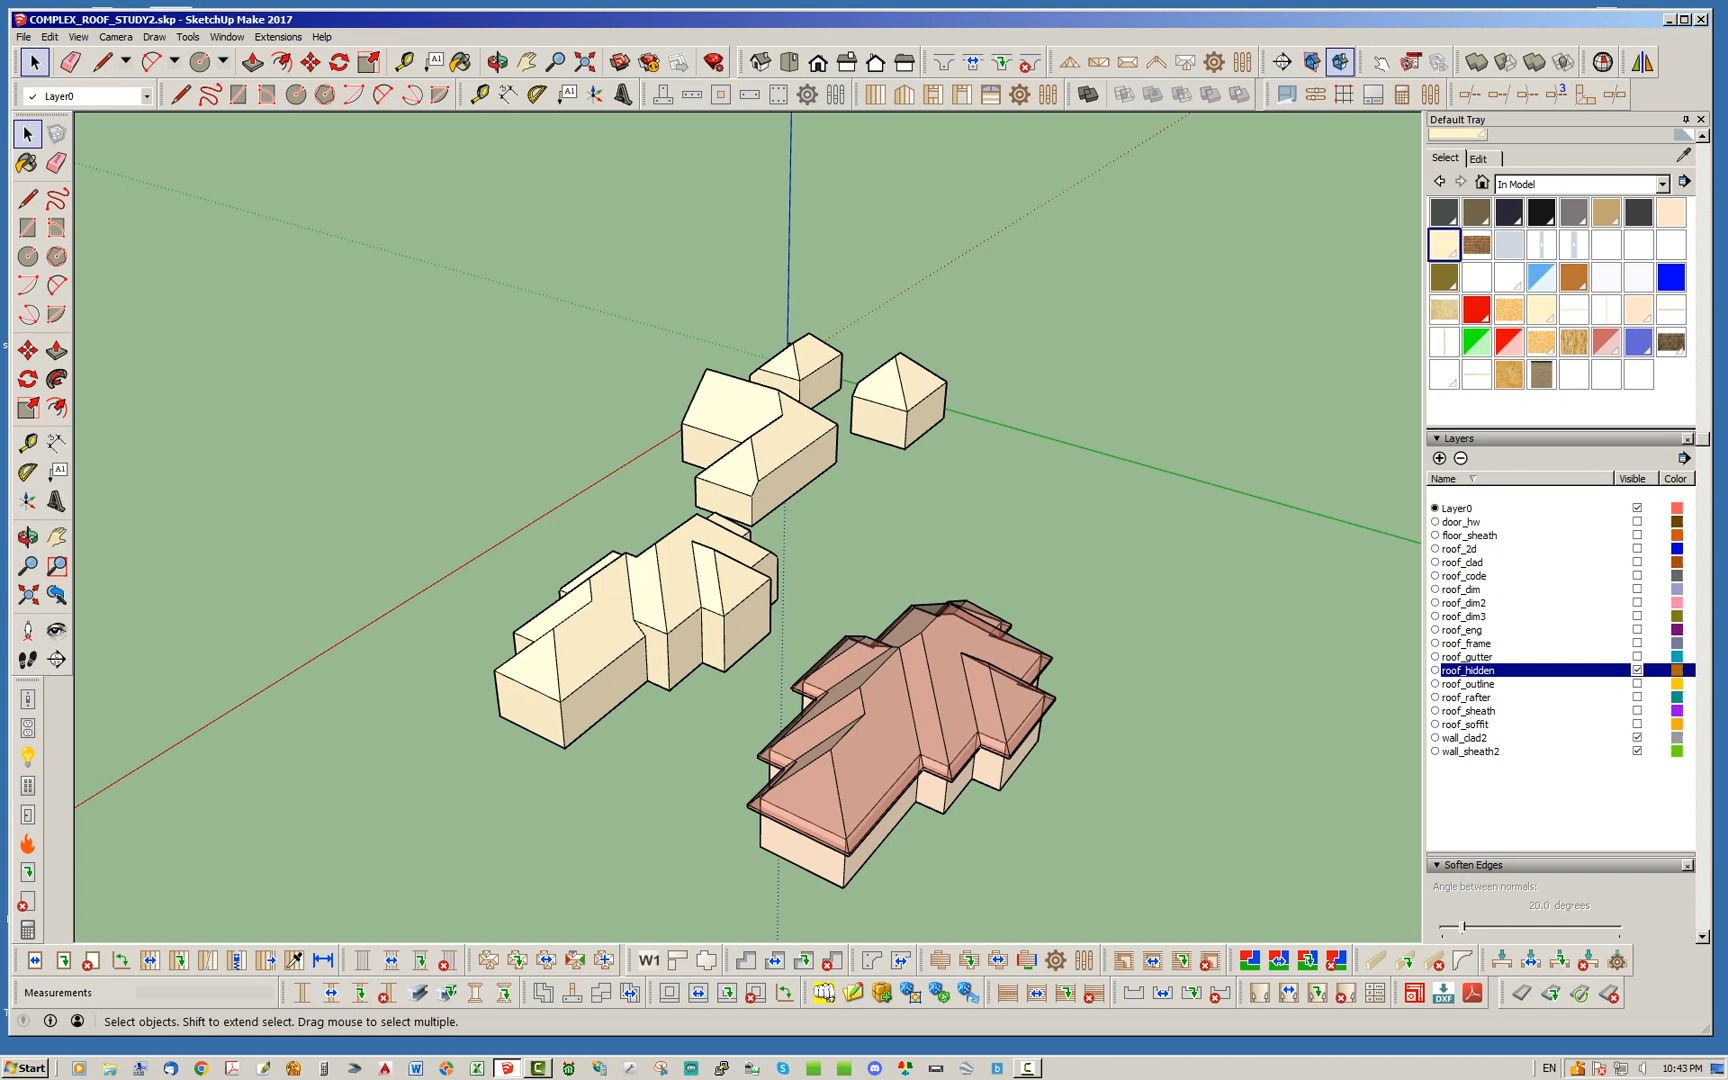 COMPLEX_ROOF_STUDY2.skp - SketchUp Make 2017
File Edit View Camera Draw Tools Window Extensions Help
Layer0
Default Tray
Select Edit
In Model
Layers
Name Visible Color
Layer0
door_hw
floor_sheath
roof_2d
roof_clad
roof_code
roof_dim
roof_dim2
roof_dim3
roof_eng
roof_frame
roof_gutter
roof_hidden
roof_outline
roof_rafter
roof_sheath
roof_soffit
wall_clad2
wall_sheath2
Soften Edges
Angle between normals:
20.0 degrees
W1
Measurements
DXF
Select objects. Shift to extend select. Drag mouse to select multiple.
Start
EN
10:43 PM